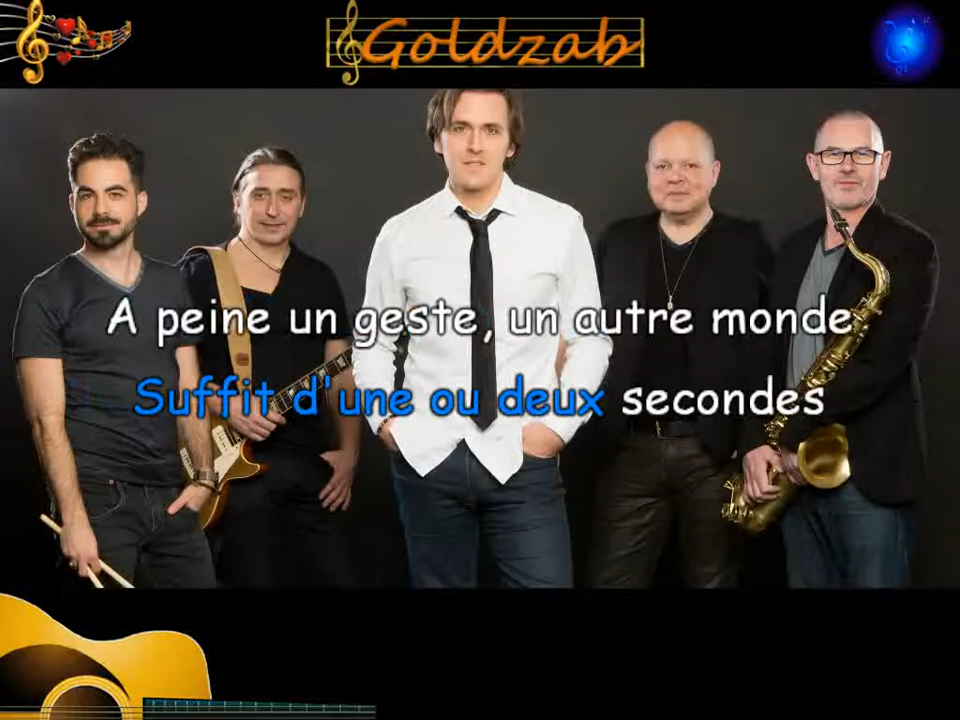 Goldzab
A peine un geste, un autre monde
Suffit d'une ou deux secondes